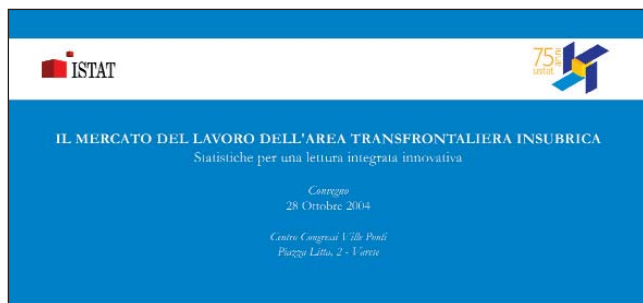 ISTAT
75 anni
ustat
IL MERCATO DEL LAVORO DELL'AREA TRANSFRONTALIERA INSUBRICA
Statistiche per una lettura integrata innovativa
Convegno
28 Ottobre 2004
Centro Congressi Ville Ponti
Piazza Litta, 2 - Varese